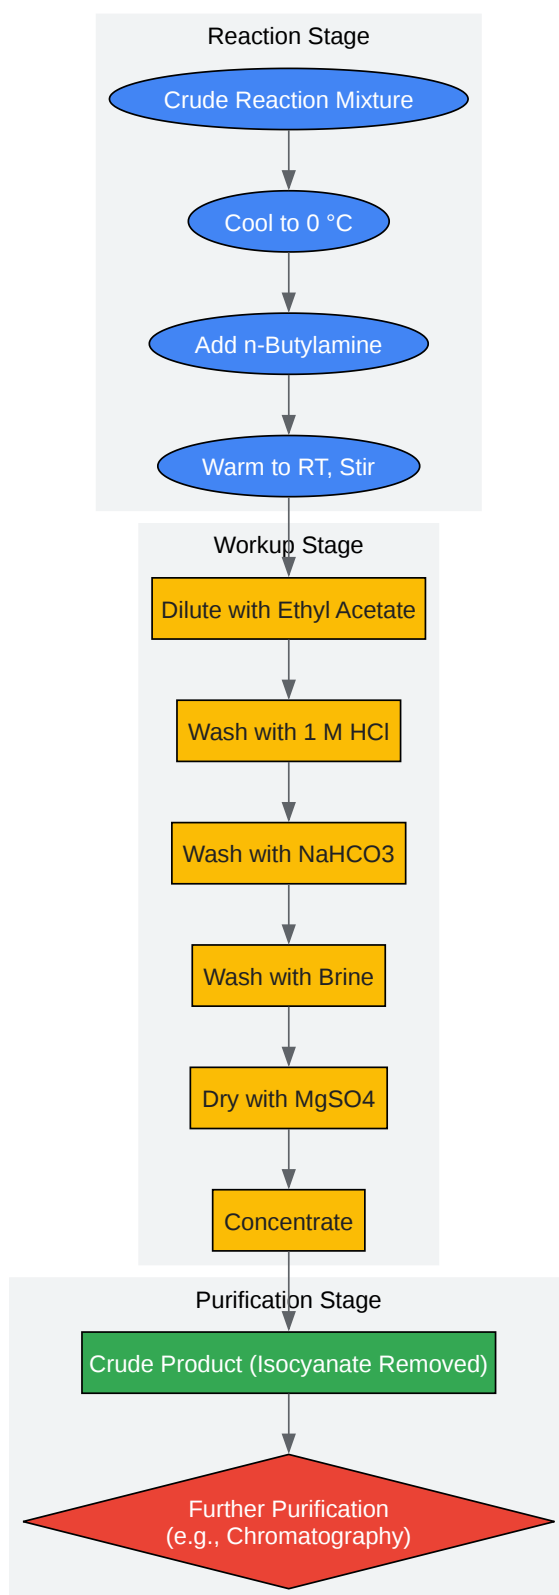 Reaction Stage
Crude Reaction Mixture
Cool to 0 °C
Add n-Butylamine
Warm to RT, Stir
Workup Stage
Dilute with Ethyl Acetate
Wash with 1 M HCl
Wash with NaHCO3
Wash with Brine
Dry with MgSO4
Concentrate
Purification Stage
Crude Product (Isocyanate Removed)
Further Purification
(e.g., Chromatography)